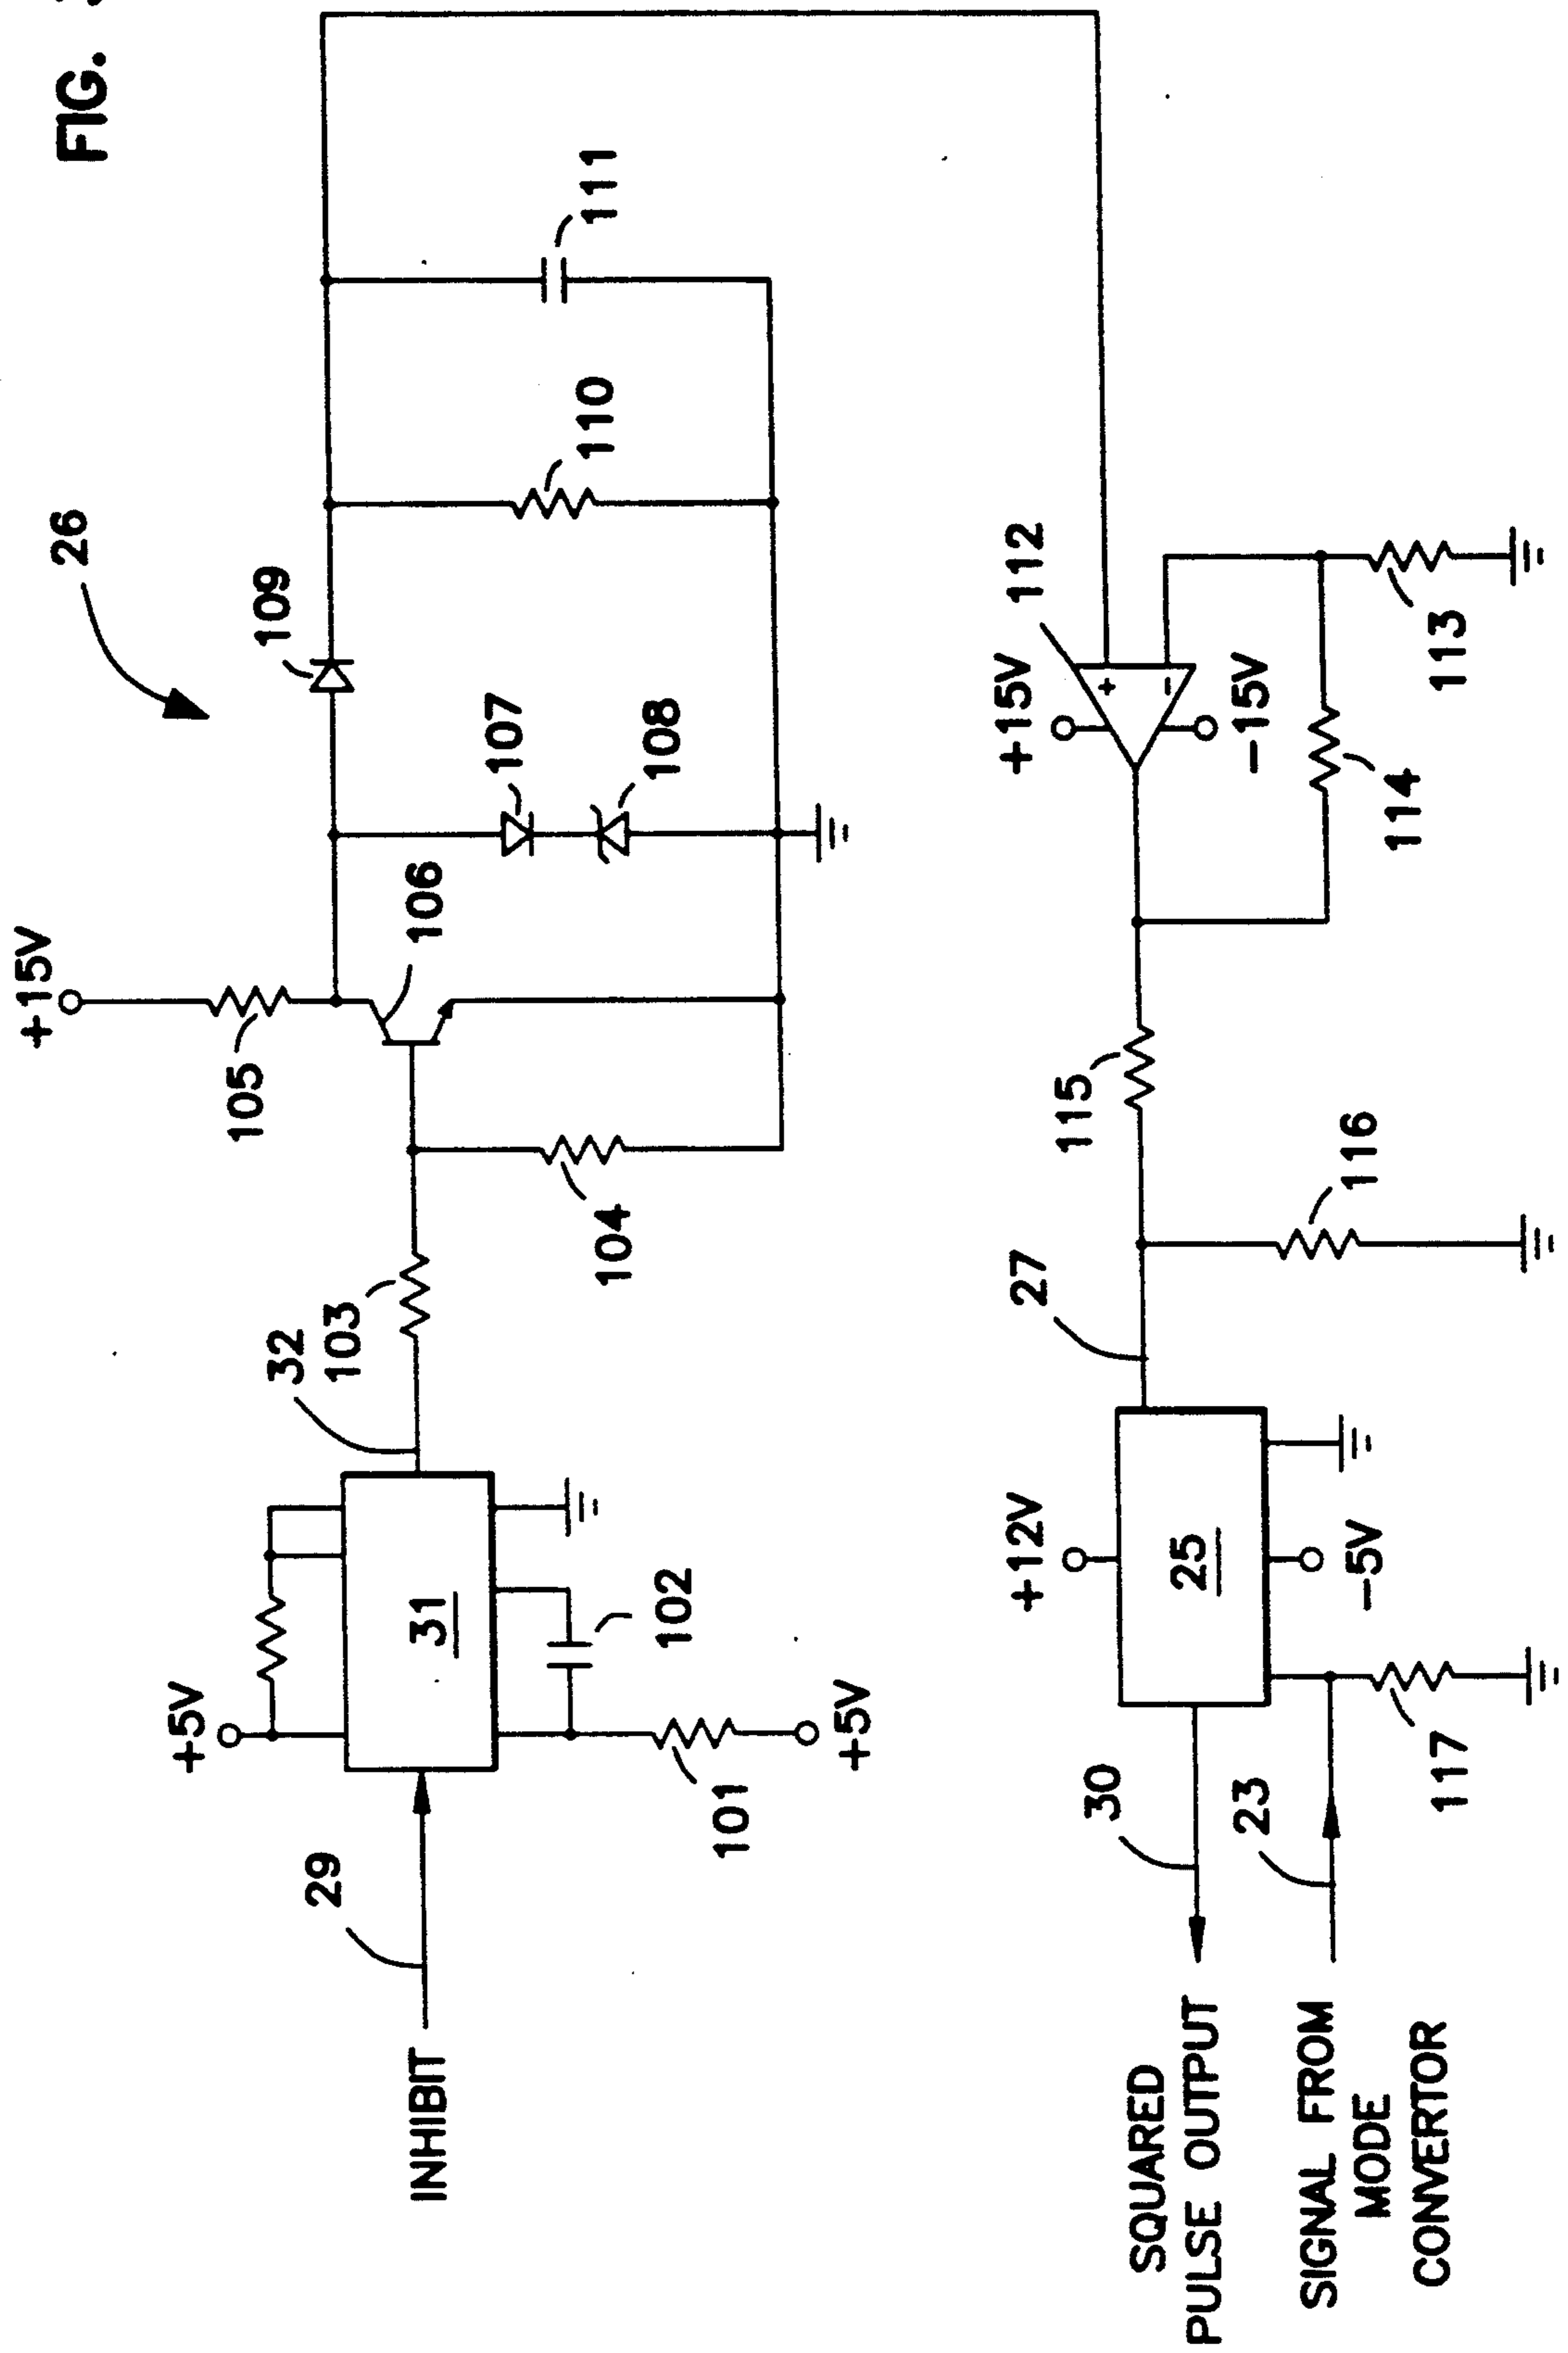 FIG.
26
+15V
105
106
109
107
108
110
111
103
104
32
+5V
31
29
INHIBIT
102
101
+5V
112
+15V
+
-
-15V
113
114
115
116
27
+12V
25
-5V
30
SQUARED
PULSE OUTPUT
23
SIGNAL FROM
MODE
CONVERTOR
117